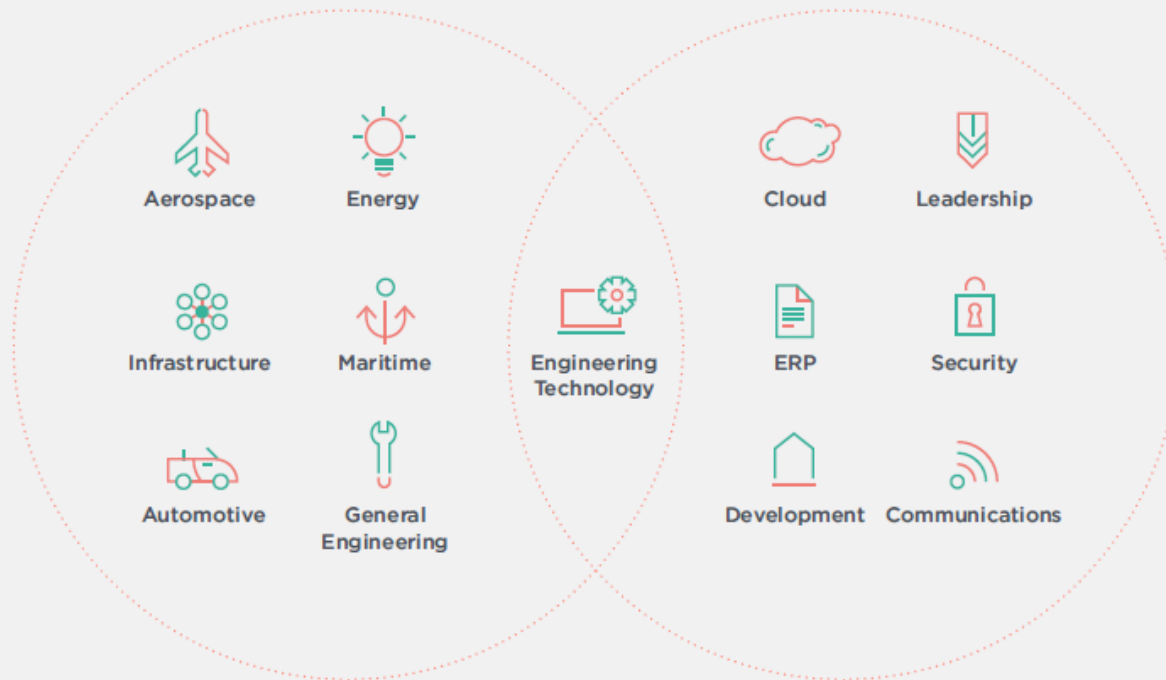 Aerospace
Energy
Cloud
Leadership
Infrastructure
Maritime
Engineering
Technology
ERP
Security
Automotive
General
Engineering
Development
Communications